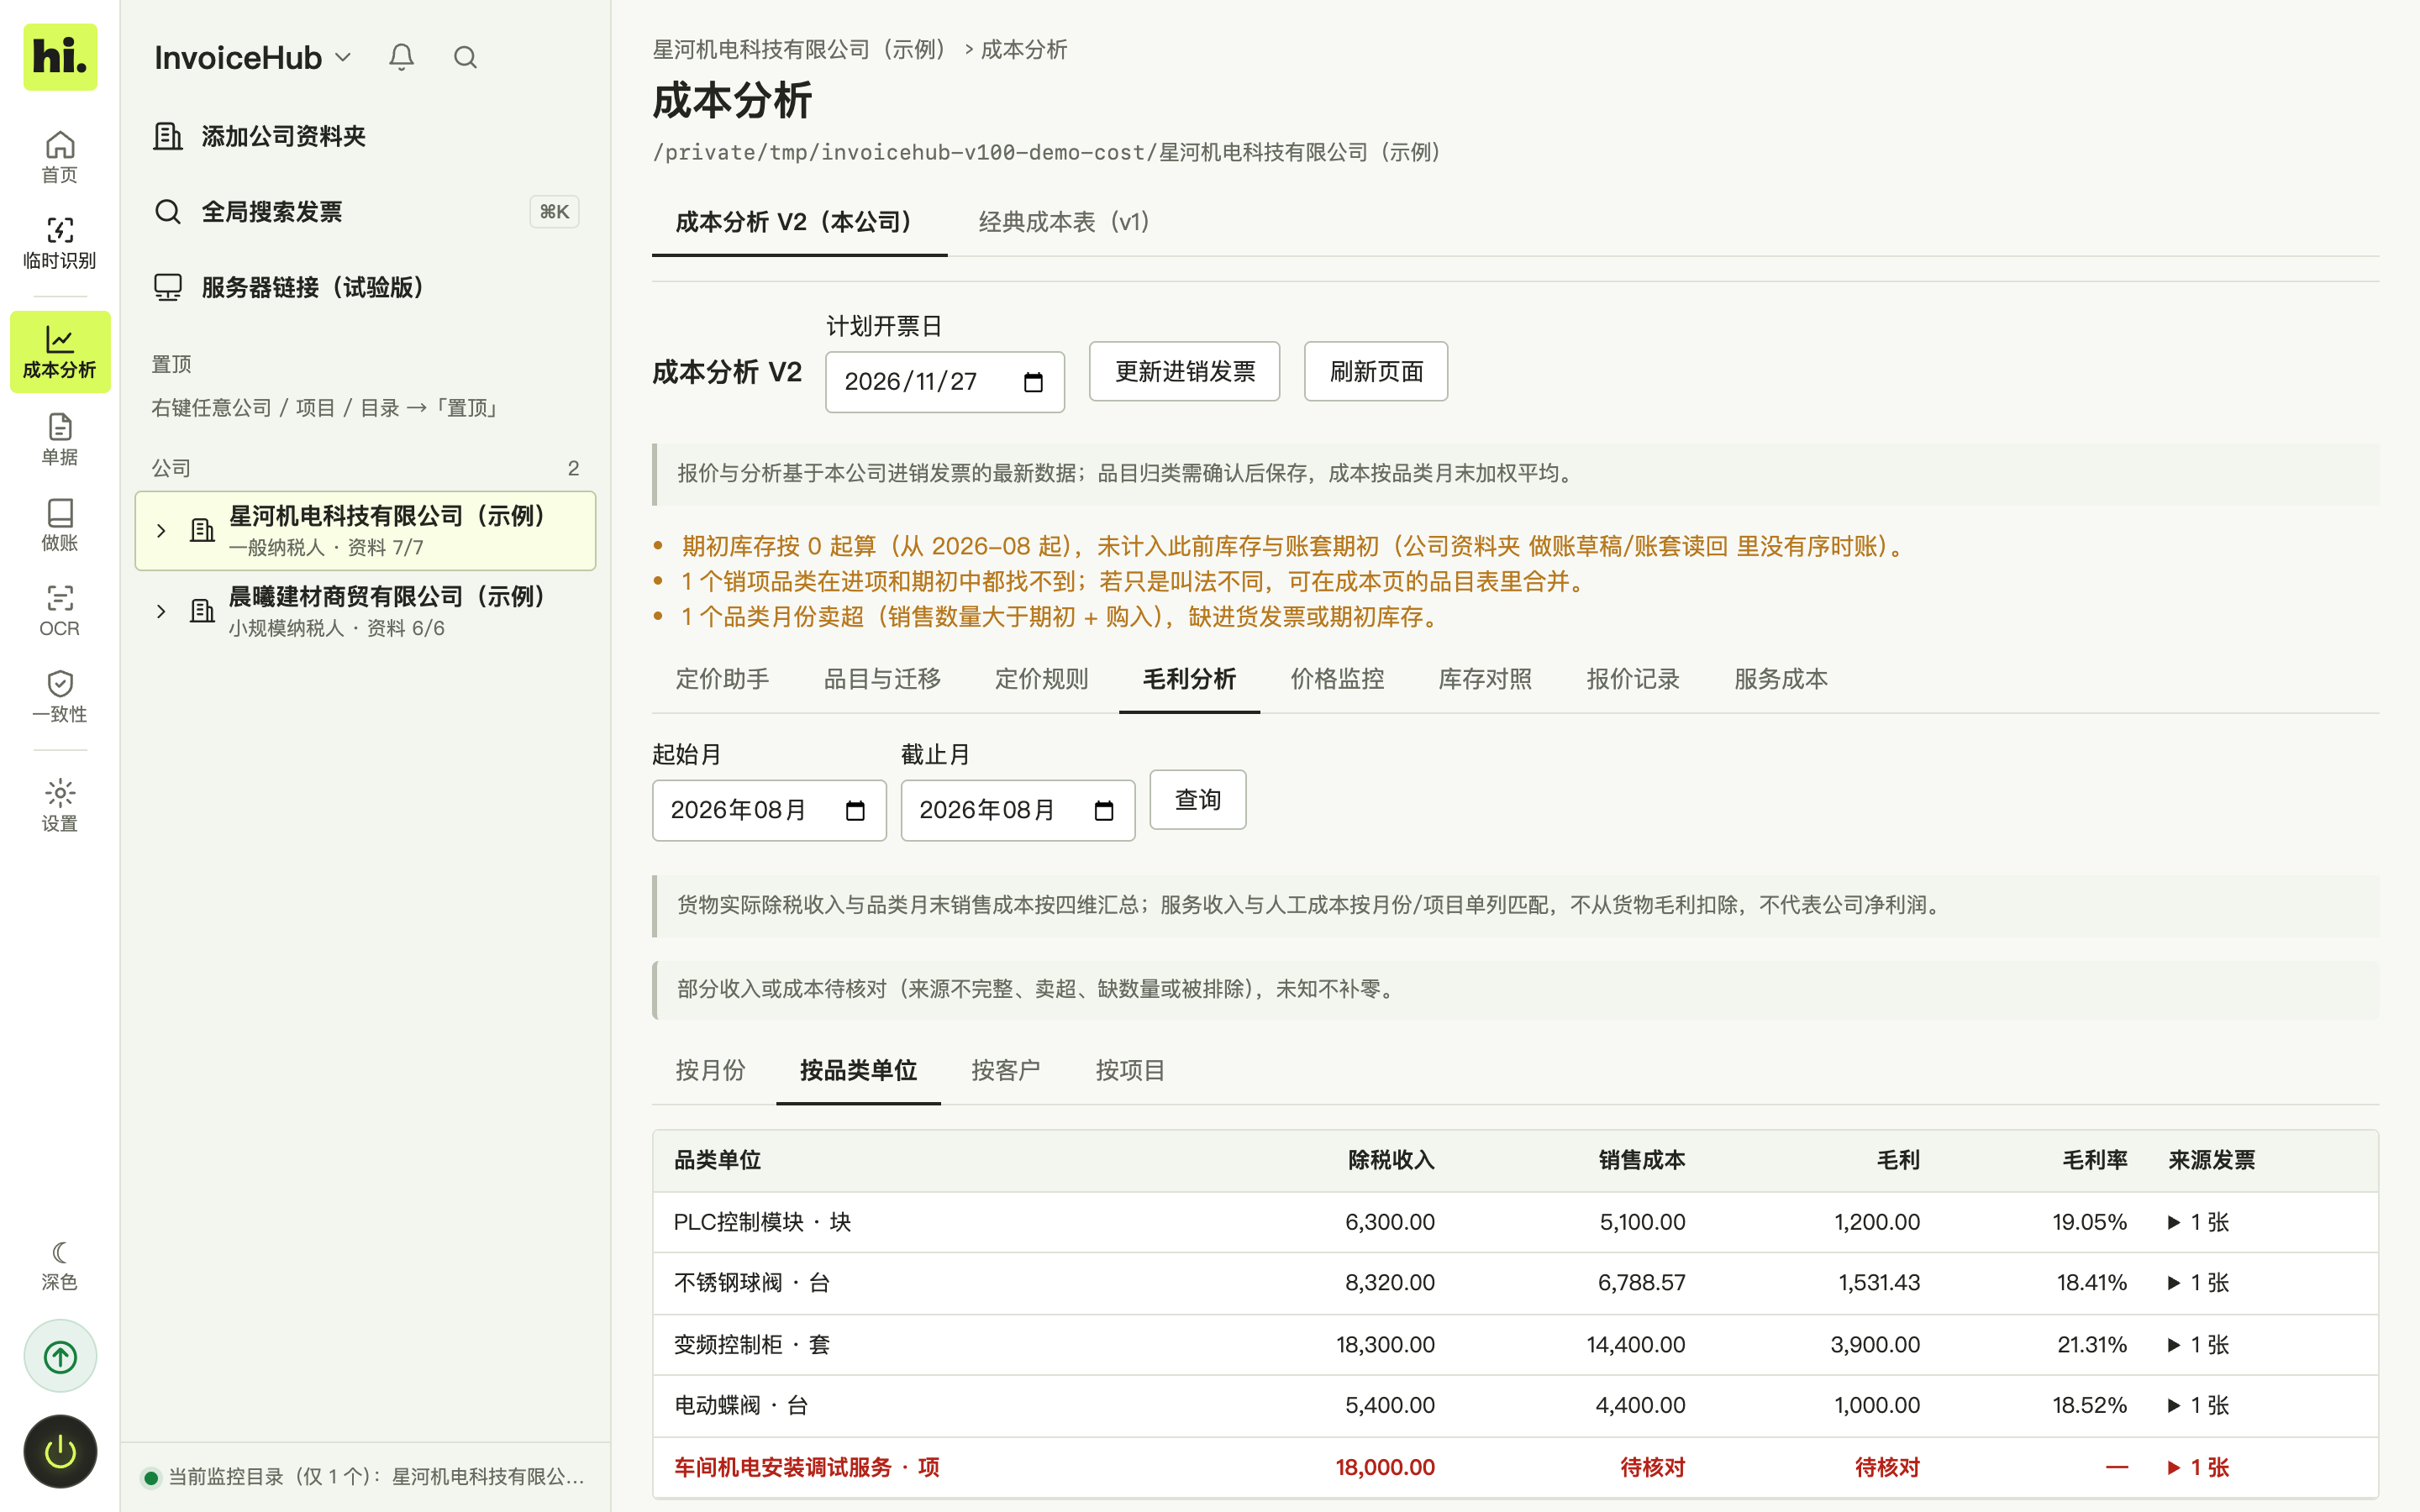 hi.
首页
临时识别
成本分析
单据
做账
OCR
一致性
设置
深色
InvoiceHub
添加公司资料夹
全局搜索发票 ⌘K
服务器链接（试验版）
置顶
右键任意公司 / 项目 / 目录 →「置顶」
公司 2
星河机电科技有限公司（示例）
一般纳税人 · 资料 7/7
晨曦建材商贸有限公司（示例）
小规模纳税人 · 资料 6/6
当前监控目录（仅 1 个）：星河机电科技有限公…
星河机电科技有限公司（示例） › 成本分析
成本分析
/private/tmp/invoicehub-v100-demo-cost/星河机电科技有限公司（示例）
成本分析 V2（本公司） 经典成本表（v1）
计划开票日
成本分析 V2 2026/11/27 更新进销发票 刷新页面
报价与分析基于本公司进销发票的最新数据；品目归类需确认后保存，成本按品类月末加权平均。
• 期初库存按 0 起算（从 2026-08 起），未计入此前库存与账套期初（公司资料夹 做账草稿/账套读回 里没有序时账）。
• 1 个销项品类在进项和期初中都找不到；若只是叫法不同，可在成本页的品目表里合并。
• 1 个品类月份卖超（销售数量大于期初 + 购入），缺进货发票或期初库存。
定价助手 品目与迁移 定价规则 毛利分析 价格监控 库存对照 报价记录 服务成本
起始月 截止月
2026年08月 2026年08月 查询
货物实际除税收入与品类月末销售成本按四维汇总；服务收入与人工成本按月份/项目单列匹配，不从货物毛利扣除，不代表公司净利润。
部分收入或成本待核对（来源不完整、卖超、缺数量或被排除），未知不补零。
按月份 按品类单位 按客户 按项目
品类单位 除税收入 销售成本 毛利 毛利率 来源发票
PLC控制模块 · 块 6,300.00 5,100.00 1,200.00 19.05% ▶ 1 张
不锈钢球阀 · 台 8,320.00 6,788.57 1,531.43 18.41% ▶ 1 张
变频控制柜 · 套 18,300.00 14,400.00 3,900.00 21.31% ▶ 1 张
电动蝶阀 · 台 5,400.00 4,400.00 1,000.00 18.52% ▶ 1 张
车间机电安装调试服务 · 项 18,000.00 待核对 待核对 — ▶ 1 张